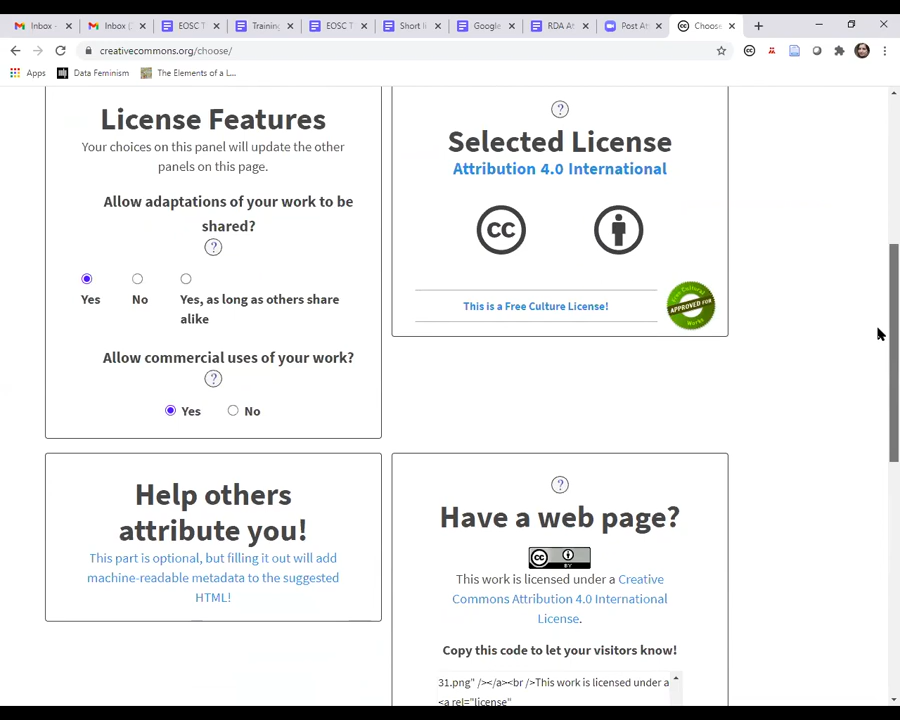 Inbox -
Inbox (
EOSC T
Training
EOSC T
Short li
Google
RDA At
Post At
Choose
creativecommons.org/choose/
Apps
Data Feminism
The Elements of a L...
License Features
Your choices on this panel will update the other
panels on this page.
Allow adaptations of your work to be
shared?
?
Yes
No
Yes, as long as others share
alike
Allow commercial uses of your work?
?
Yes
No
?
Selected License
Attribution 4.0 International
CC
This is a Free Culture License!
APPROVED FOR
Help others
attribute you!
This part is optional, but filling it out will add
machine-readable metadata to the suggested
HTML!
?
Have a web page?
CC
BY
This work is licensed under a Creative
Commons Attribution 4.0 International
License.
Copy this code to let your visitors know!
31.png" /></a><br />This work is licensed under a
<a rel="license"